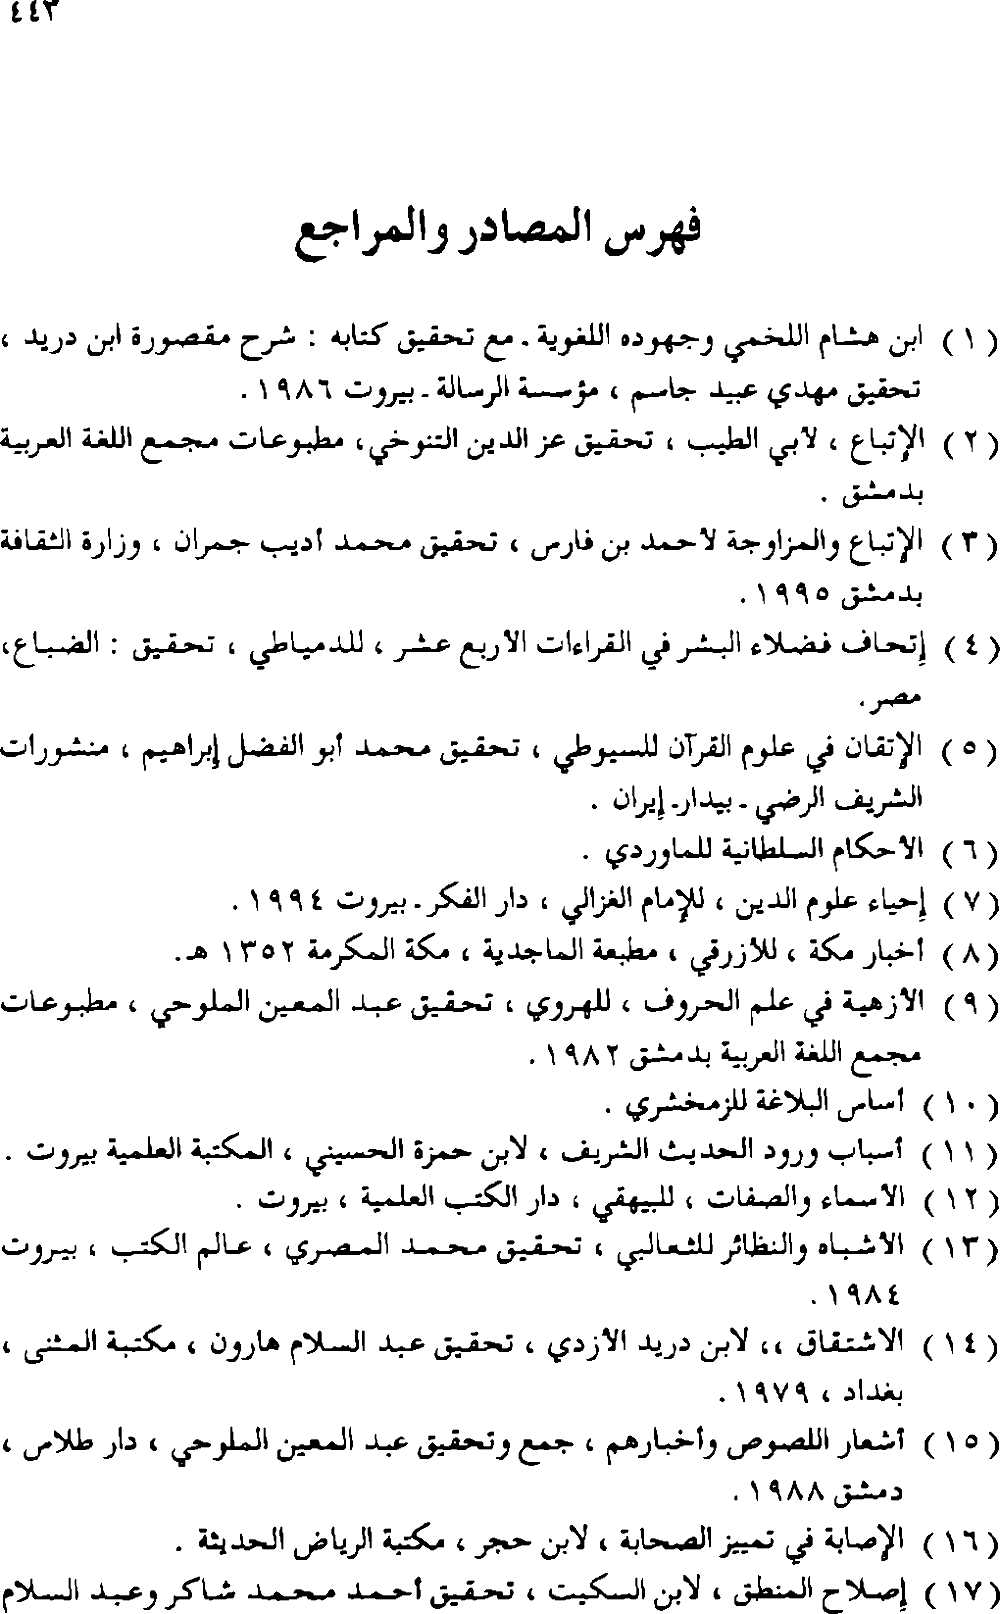 ٤٤٣
فهرس المصادر والمراجع
( ١ ) ابن هشام اللخمي وجهوده اللغوية ـ مع تحقيق كتابه : شرح مقصورة ابن دريد ،
تحقيق مهدي عبيد جاسم ، مؤسسة الرسالة ـ بيروت ١٩٨٦ .
( ٢ ) الإتباع ، لأبي الطيب ، تحقيق عز الدين التنوخي، مطبوعات مجمع اللغة العربية
بدمشق .
( ٣ ) الإتباع والمزاوجة لأحمد بن فارس ، تحقيق محمد أديب جمران ، وزارة الثقافة
بدمشق ١٩٩٥ .
( ٤ ) إتحاف فضلاء البشر في القراءات الأربع عشر ، للدمياطي ، تحقيق : الضباع،
مصر .
( ٥ ) الإتقان في علوم القرآن للسيوطي ، تحقيق محمد أبو الفضل إبراهيم ، منشورات
الشريف الرضي ـ بيدار ـ إيران .
( ٦ ) الأحكام السلطانية للماوردي .
( ٧ ) إحياء علوم الدين ، للإمام الغزالي ، دار الفكر ـ بيروت ١٩٩٤ .
( ٨ ) أخبار مكة ، للأزرقي ، مطبعة الماجدية ، مكة المكرمة ١٣٥٢ هـ .
( ٩ ) الأزهية في علم الحروف ، للهروي ، تحقيق عبد المعين الملوحي ، مطبوعات
مجمع اللغة العربية بدمشق ١٩٨٢ .
( ١٠ ) أساس البلاغة للزمخشري .
( ١١ ) أسباب ورود الحديث الشريف ، لابن حمزة الحسيني ، المكتبة العلمية بيروت .
( ١٢ ) الأسماء والصفات ، للبيهقي ، دار الكتب العلمية ، بيروت .
( ١٣ ) الأشباه والنظائر للثعالبي ، تحقيق محمد المصري ، عالم الكتب ، بيروت
١٩٨٤ .
( ١٤ ) الاشتقاق ،، لابن دريد الأزدي ، تحقيق عبد السلام هارون ، مكتبة المثنى ،
بغداد ، ١٩٧٩ .
( ١٥ ) أشعار اللصوص وأخبارهم ، جمع وتحقيق عبد المعين الملوحي ، دار طلاس ،
دمشق ١٩٨٨ .
( ١٦ ) الإصابة في تمييز الصحابة ، لابن حجر ، مكتبة الرياض الحديثة .
( ١٧ ) إصلاح المنطق ، لابن السكيت ، تحقيق أحمد محمد شاكر وعبد السلام